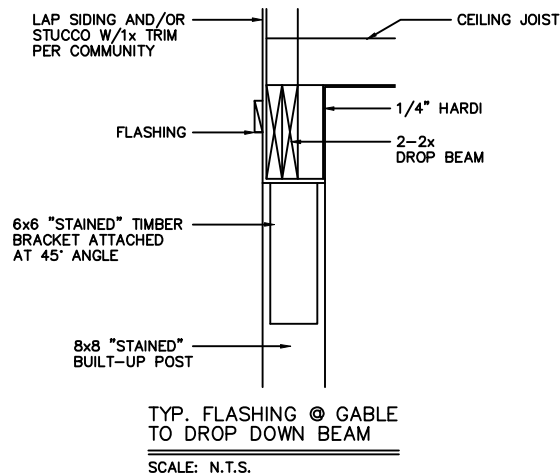 LAP SIDING AND/OR
STUCCO W/1x TRIM
PER COMMUNITY
CEILING JOIST
1/4" HARDI
FLASHING
2-2x
DROP BEAM
6x6 "STAINED" TIMBER
BRACKET ATTACHED
AT 45° ANGLE
8x8 "STAINED"
BUILT-UP POST
TYP. FLASHING @ GABLE
TO DROP DOWN BEAM
SCALE: N.T.S.